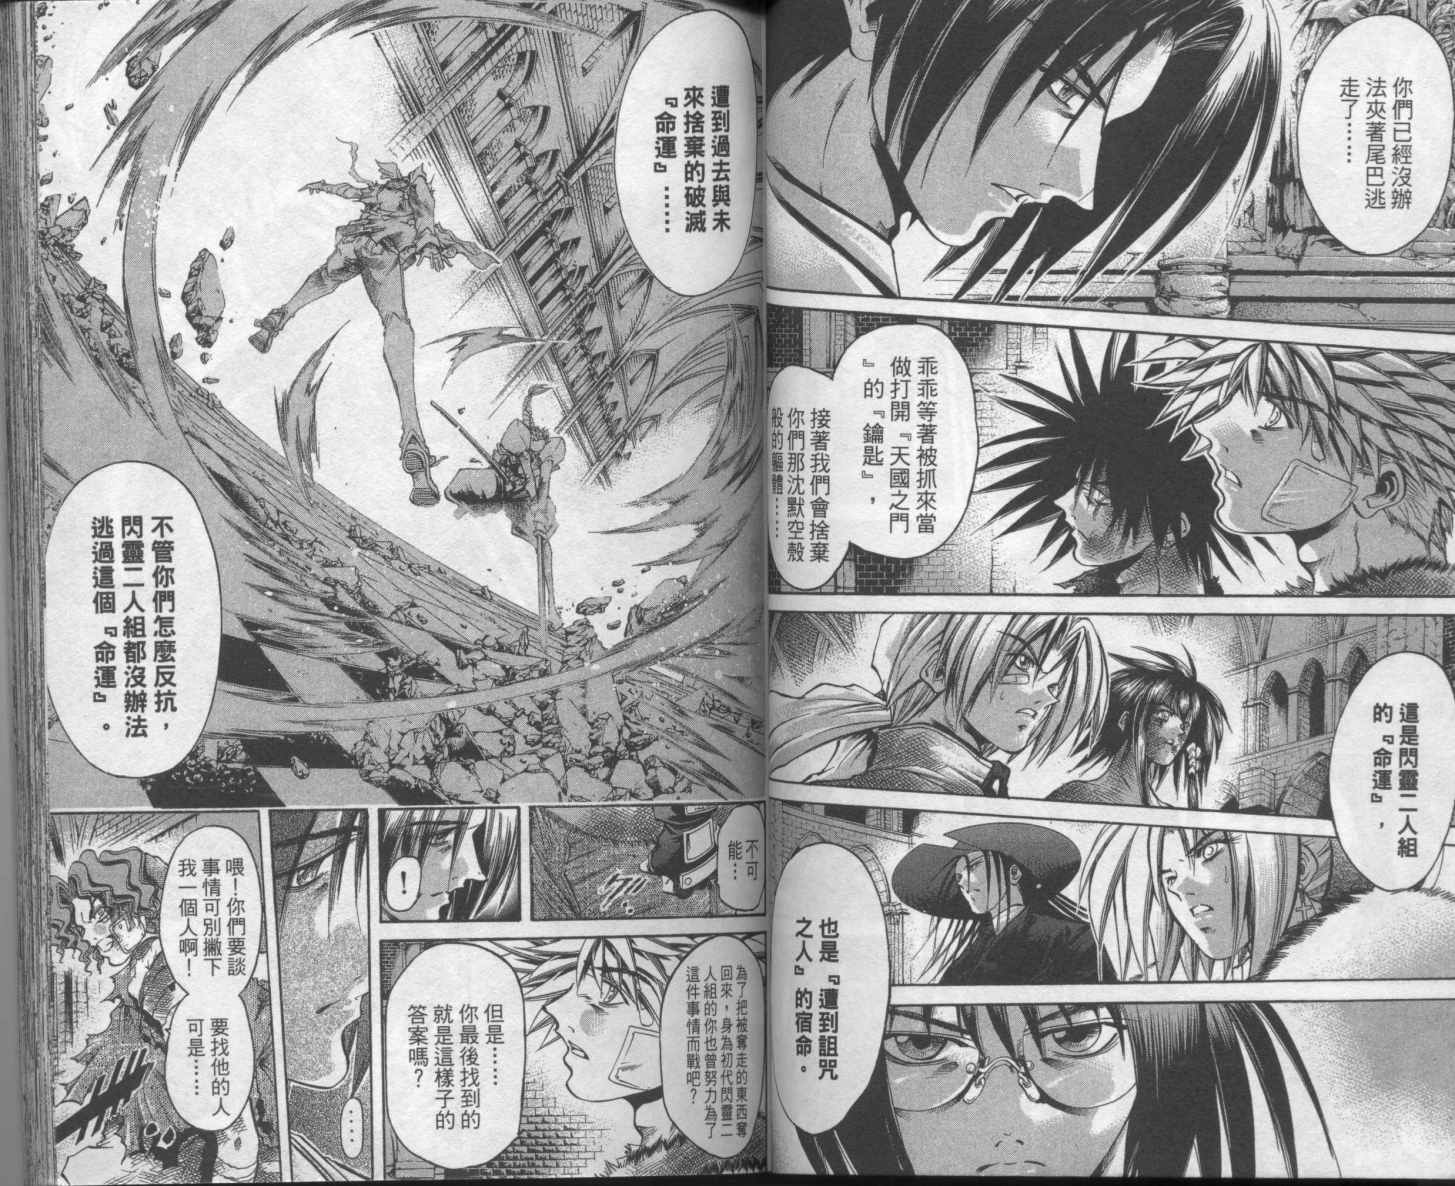 你們已經沒辦
法夾著尾巴逃
走了……
乖乖等著被抓來當
做打開『天國之門
』的『鑰匙』，
接著我們會捨棄
你們那沈默空殼
般的軀體……
這是閃靈二人組
的『命運』，
也是『遭到詛咒
之人』的宿命。
遭到過去與未
來捨棄的破滅
『命運』……
不管你們怎麼反抗，
閃靈二人組都沒辦法
逃過這個『命運』。
不可
能…
グッ
！
……
喂！你們要談
事情可別撇下
我一個人啊！
要找他的人
可是……
為了把被奪走的東西奪
回來，身為初代閃靈二
人組的你也曾努力為了
這件事情而戰吧？
但是……
你最後找到的
就是這樣子的
答案嗎？